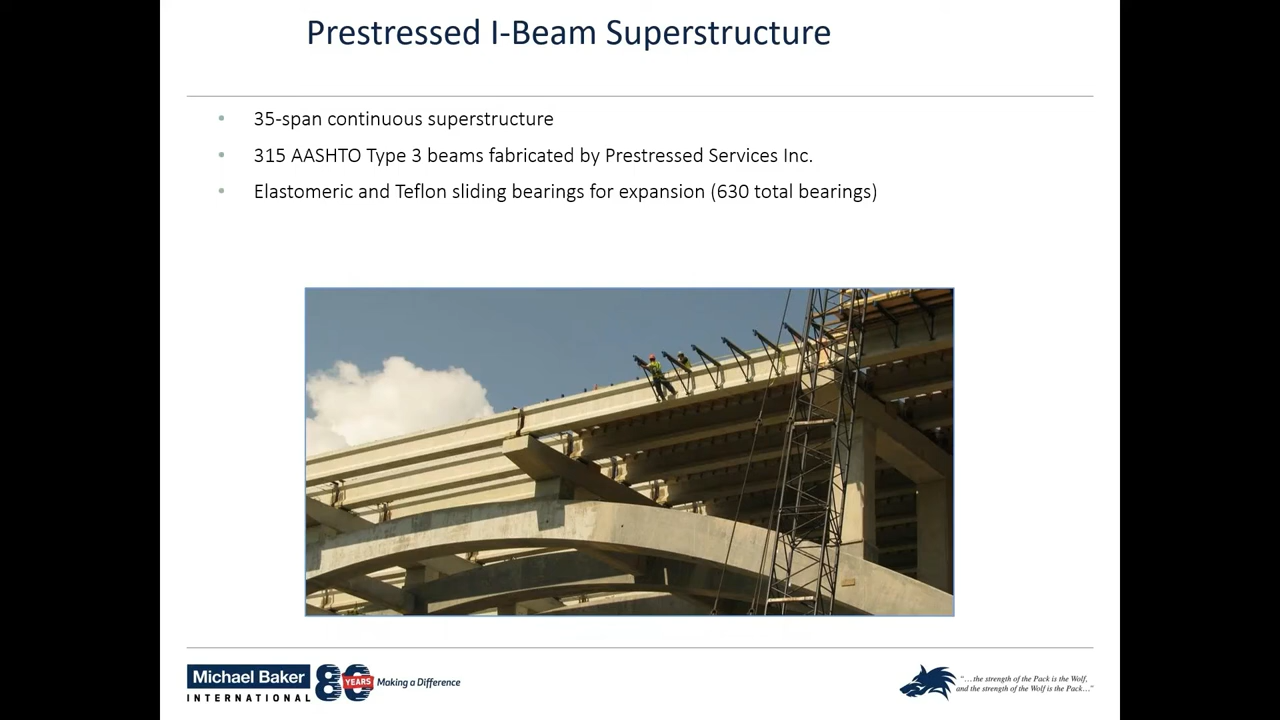 Prestressed I-Beam Superstructure
• 35-span continuous superstructure
• 315 AASHTO Type 3 beams fabricated by Prestressed Services Inc.
• Elastomeric and Teflon sliding bearings for expansion (630 total bearings)
Michael Baker
INTERNATIONAL
80 YEARS
Making a Difference
“…the strength of the Pack is the Wolf,
and the strength of the Wolf is the Pack…”